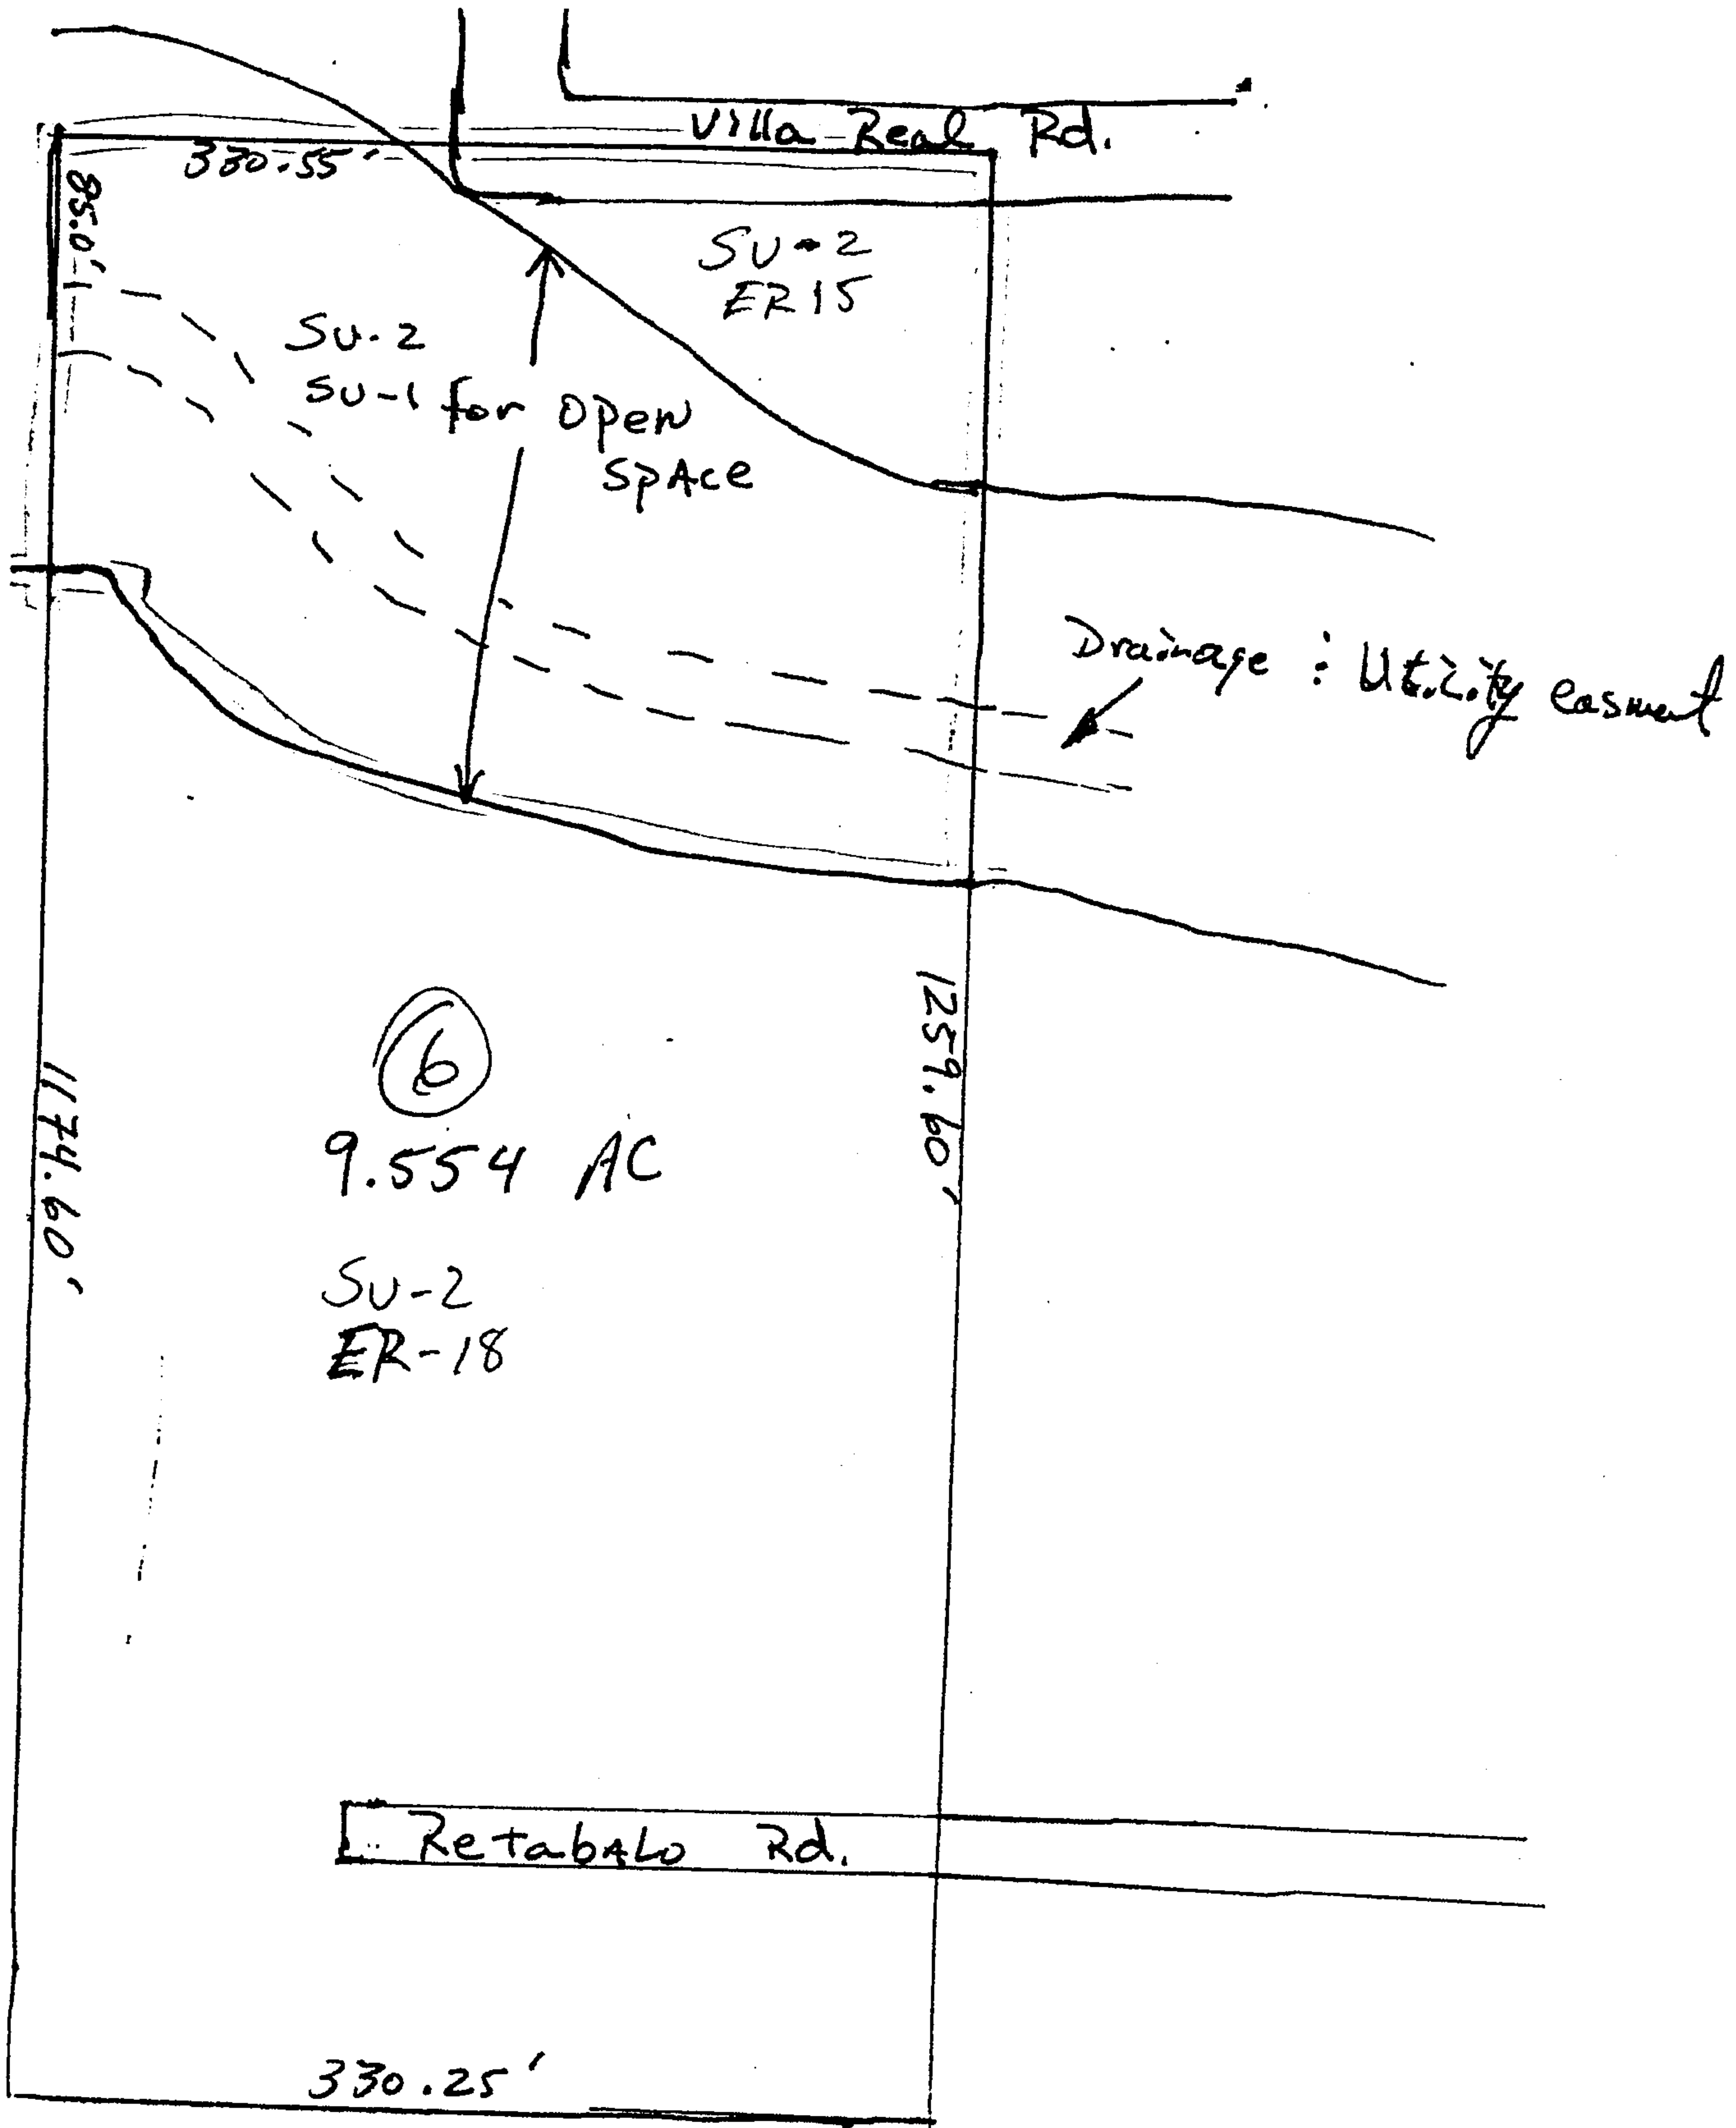 Villa Real Rd.
330.55'
85.0'
SU-2
ER15
SU-2
SU-1 for open
space
Drainage : Utility easment
1259.60'
1174.60'
6
9.554 AC
SU-2
ER-18
Retabalo Rd.
330.25'